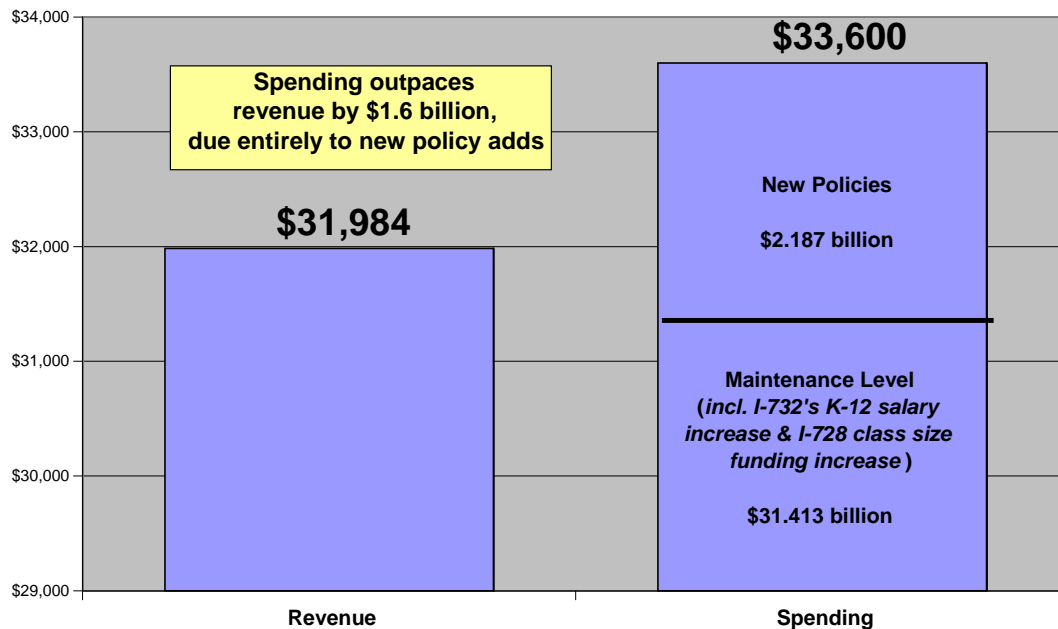 $34,000
$33,000
$32,000
$31,000
$30,000
$29,000
Spending outpaces
revenue by $1.6 billion,
due entirely to new policy adds
$31,984
$33,600
New Policies
$2.187 billion
Maintenance Level
(incl. I-732's K-12 salary
increase & I-728 class size
funding increase )
$31.413 billion
Revenue
Spending